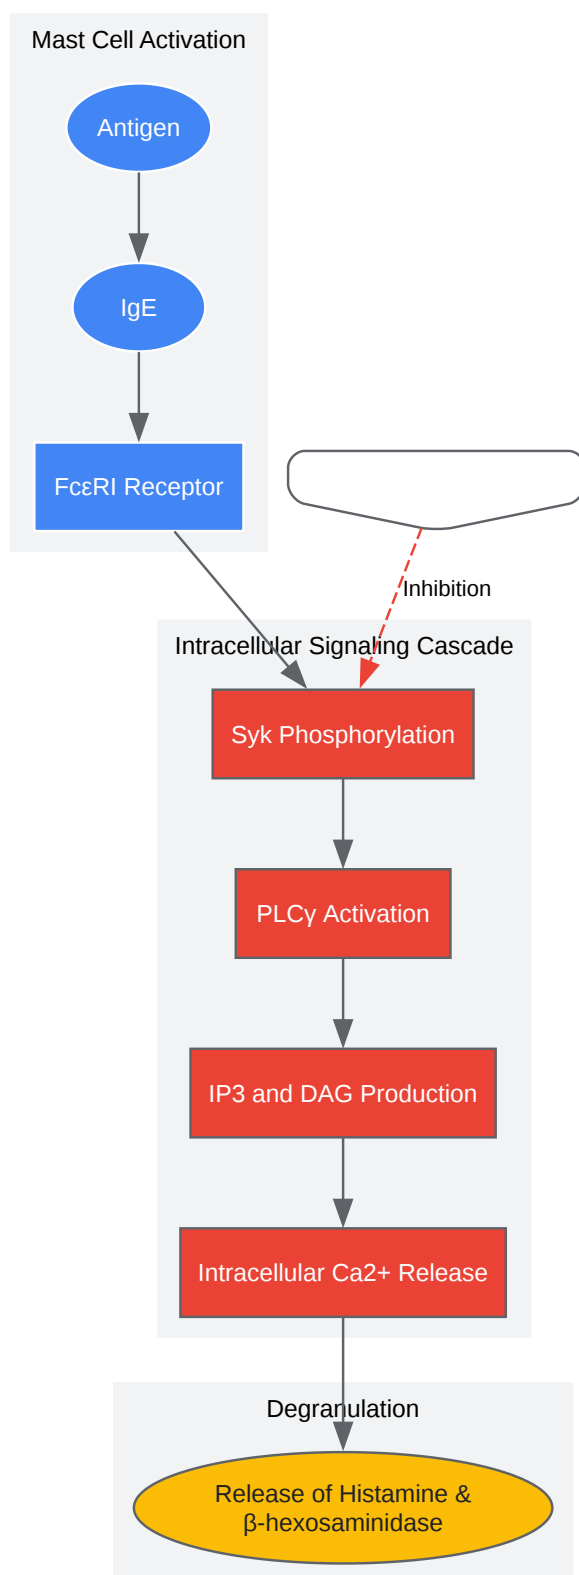 Mast Cell Activation
Antigen
IgE
FcεRI Receptor
Inhibition
Intracellular Signaling Cascade
Syk Phosphorylation
PLCγ Activation
IP3 and DAG Production
Intracellular Ca2+ Release
Degranulation
Release of Histamine &
β-hexosaminidase